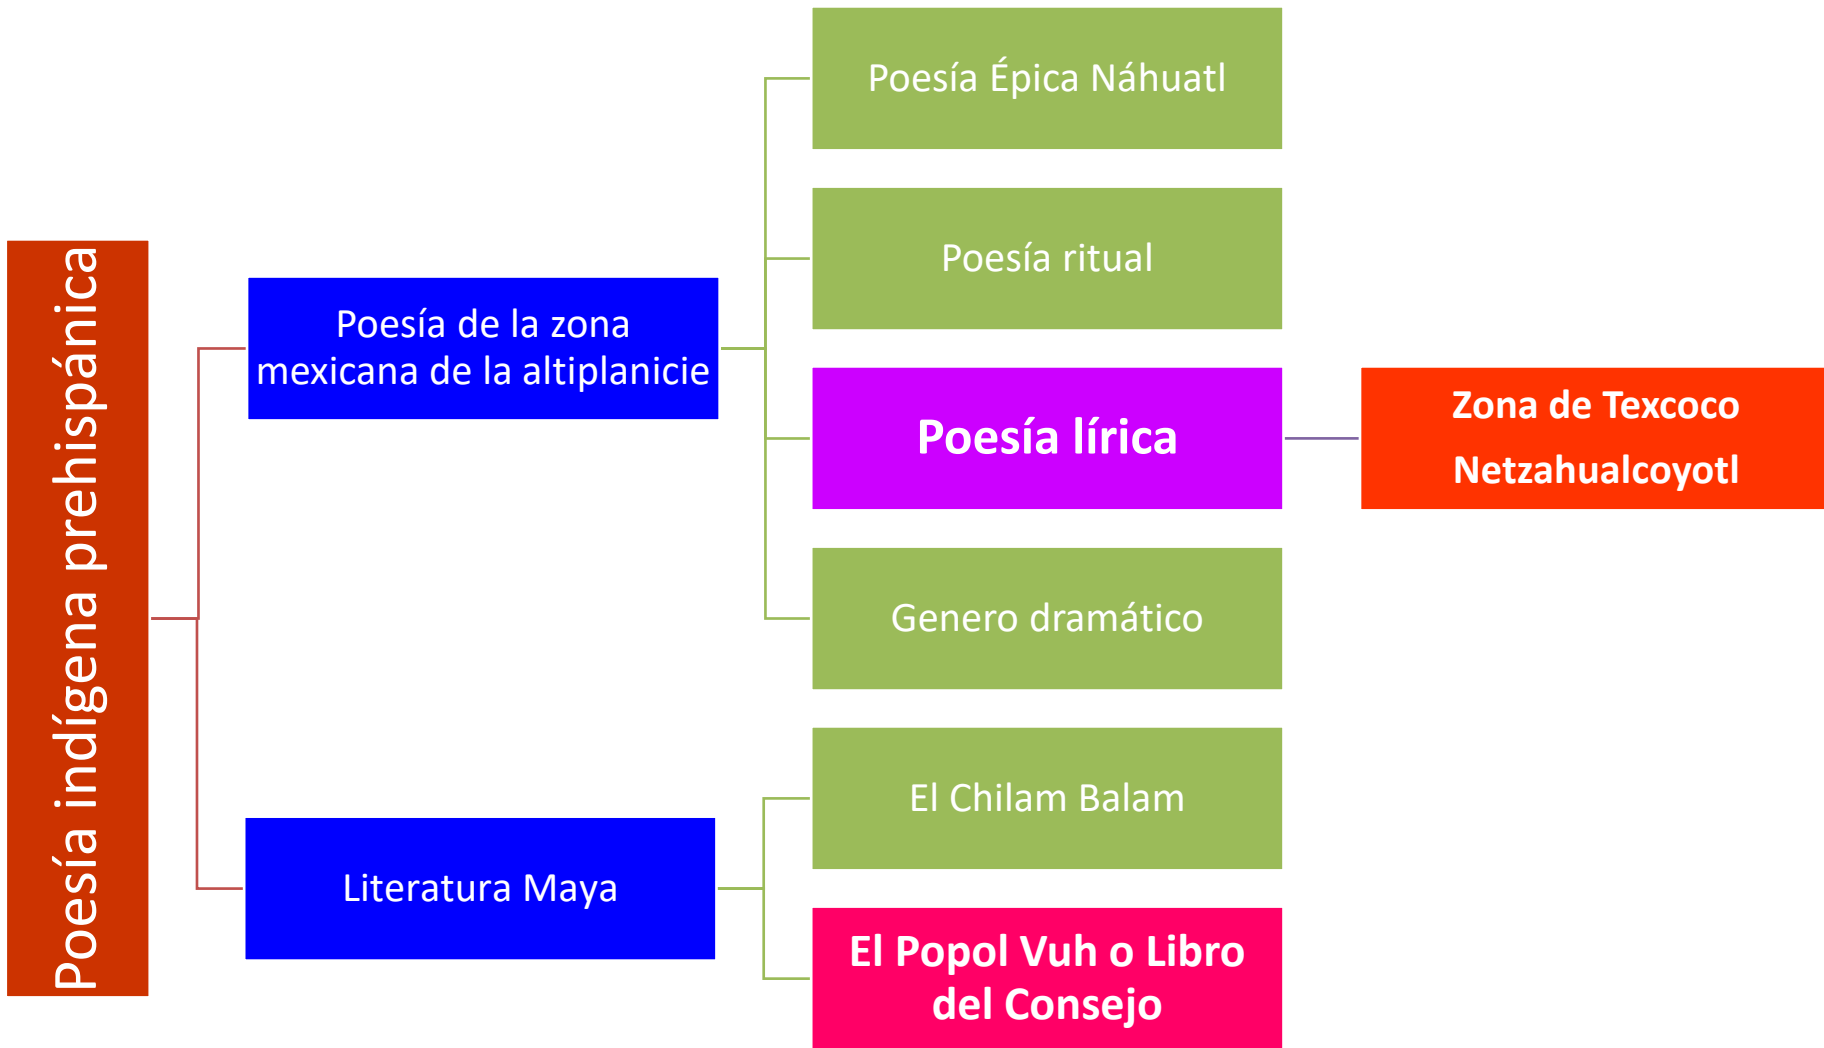 Poesía indígena prehispánica
Poesía de la zona
mexicana de la altiplanicie
Poesía Épica Náhuatl
Poesía ritual
Poesía lírica
Zona de Texcoco
Netzahualcoyotl
Genero dramático
Literatura Maya
El Chilam Balam
El Popol Vuh o Libro
del Consejo